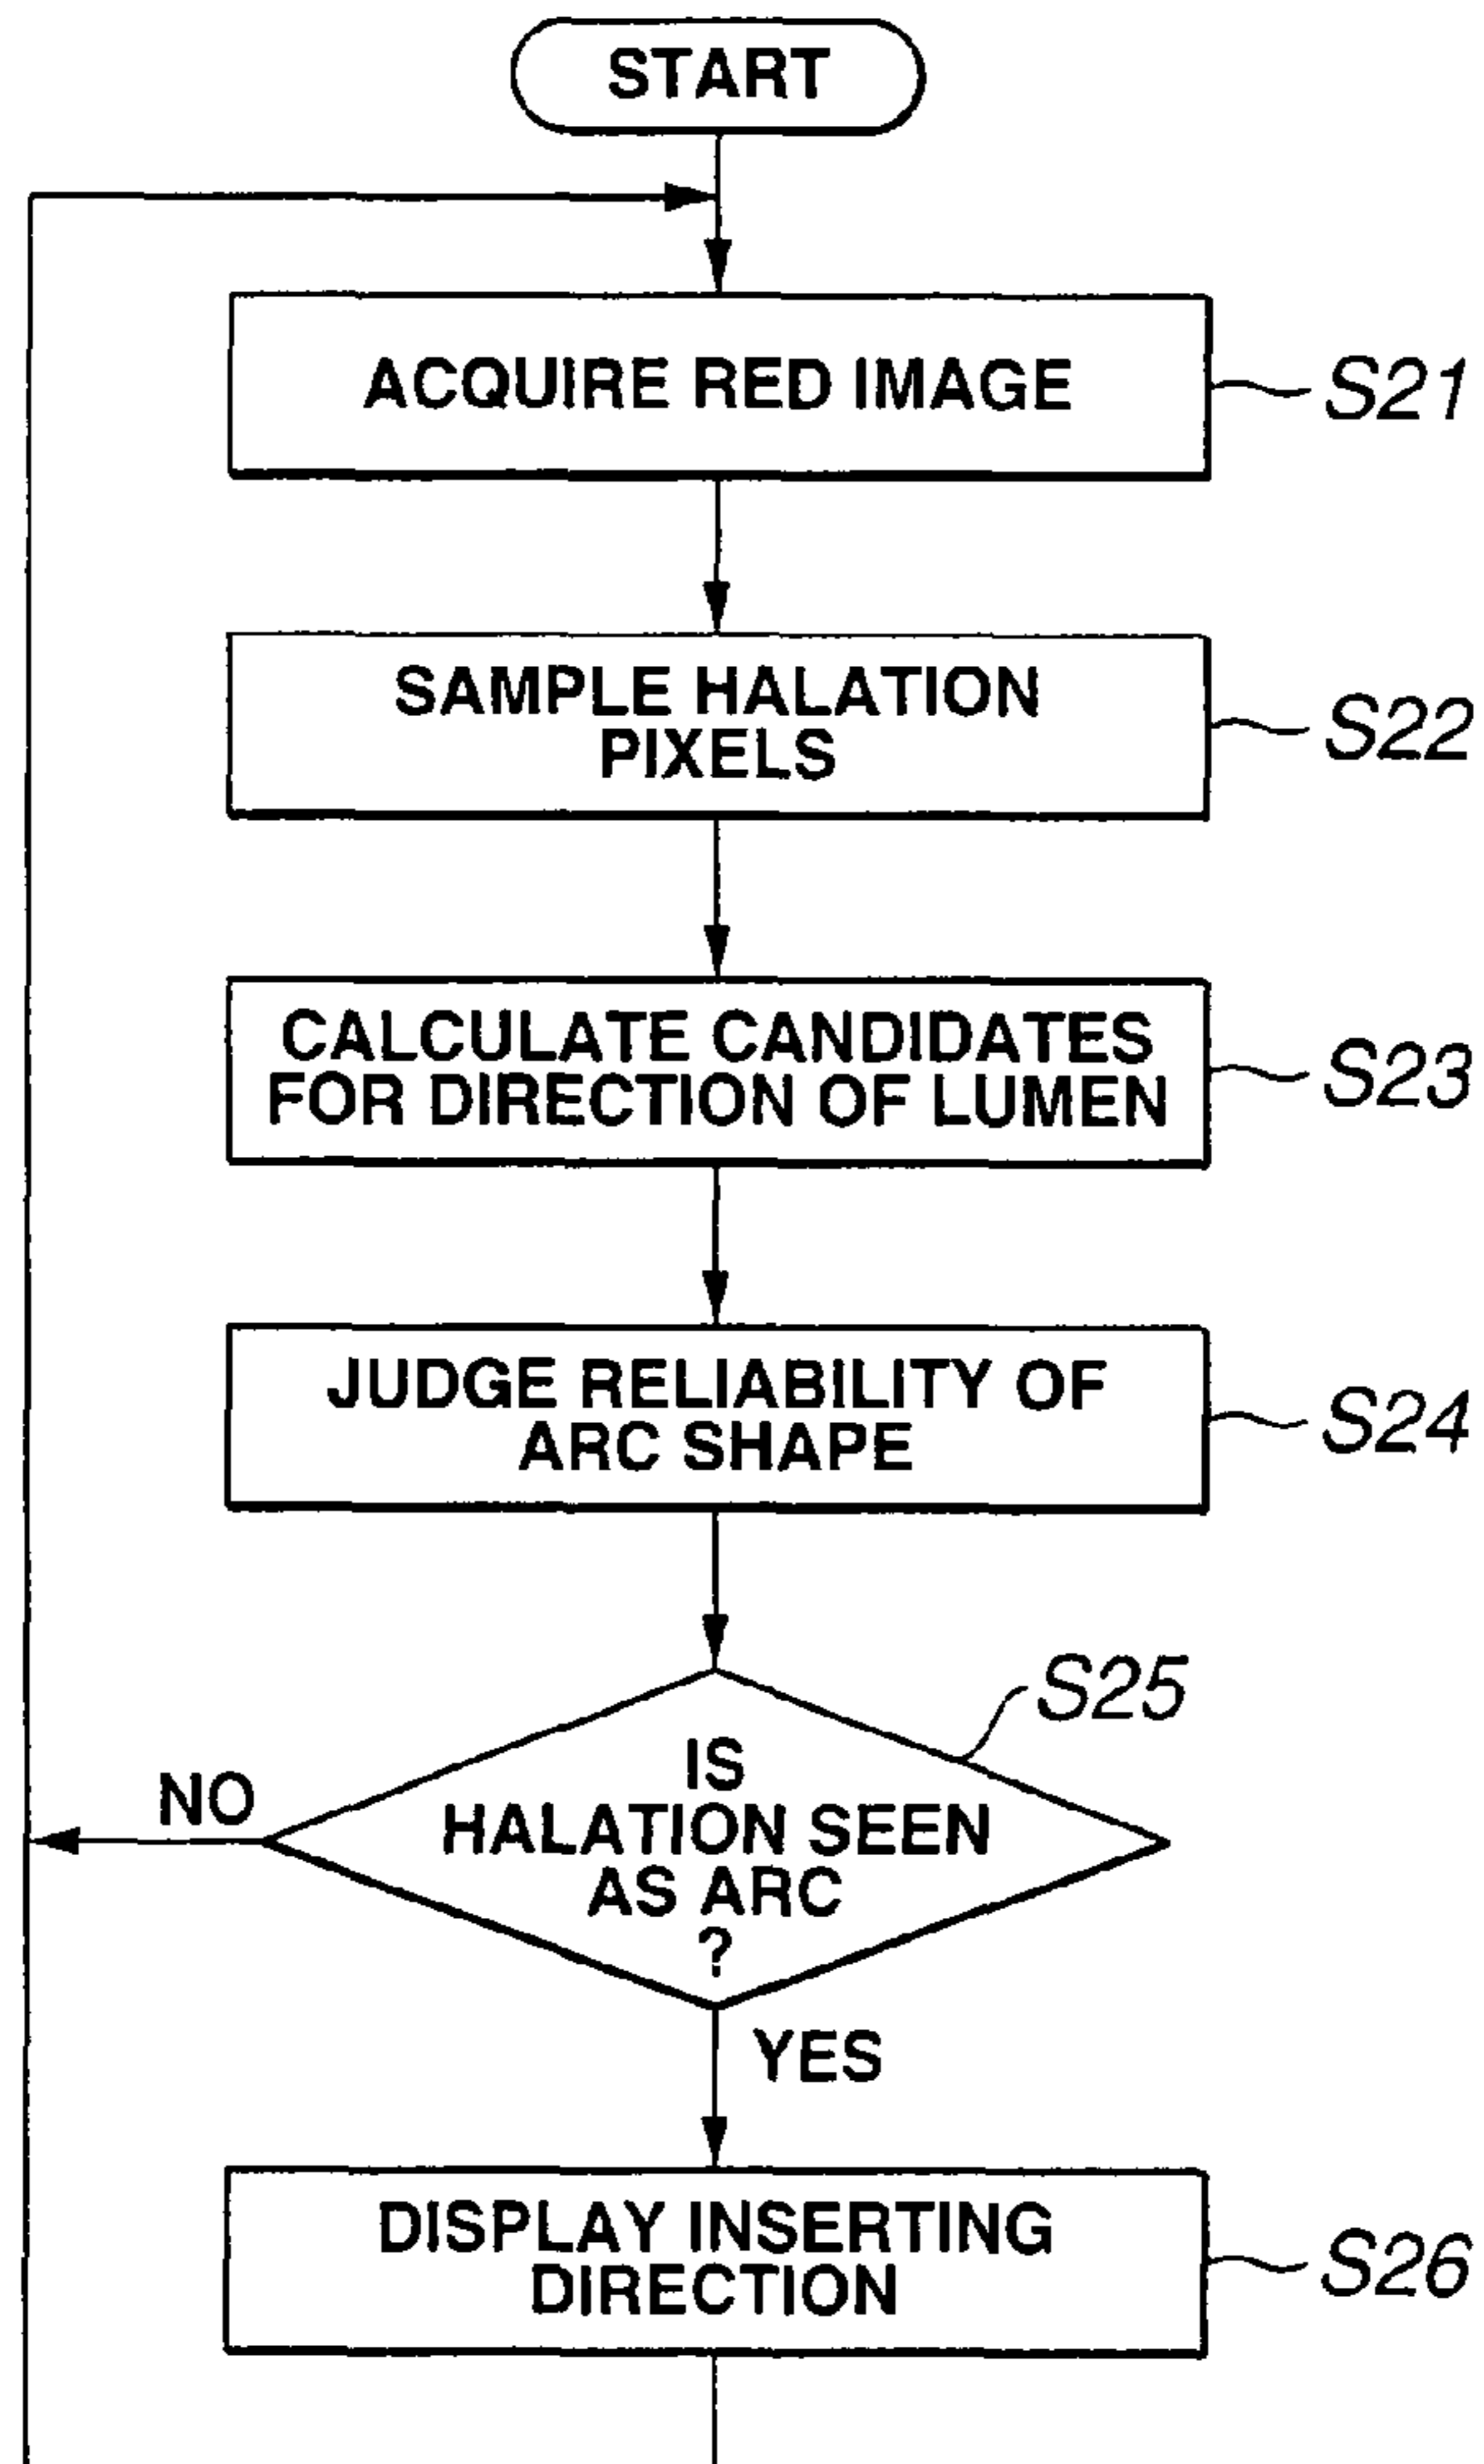 START
ACQUIRE RED IMAGE
S21
SAMPLE HALATION
PIXELS
S22
CALCULATE CANDIDATES
FOR DIRECTION OF LUMEN
S23
JUDGE RELIABILITY OF
ARC SHAPE
S24
S25
IS
HALATION SEEN
AS ARC
?
NO
YES
DISPLAY INSERTING
DIRECTION
S26